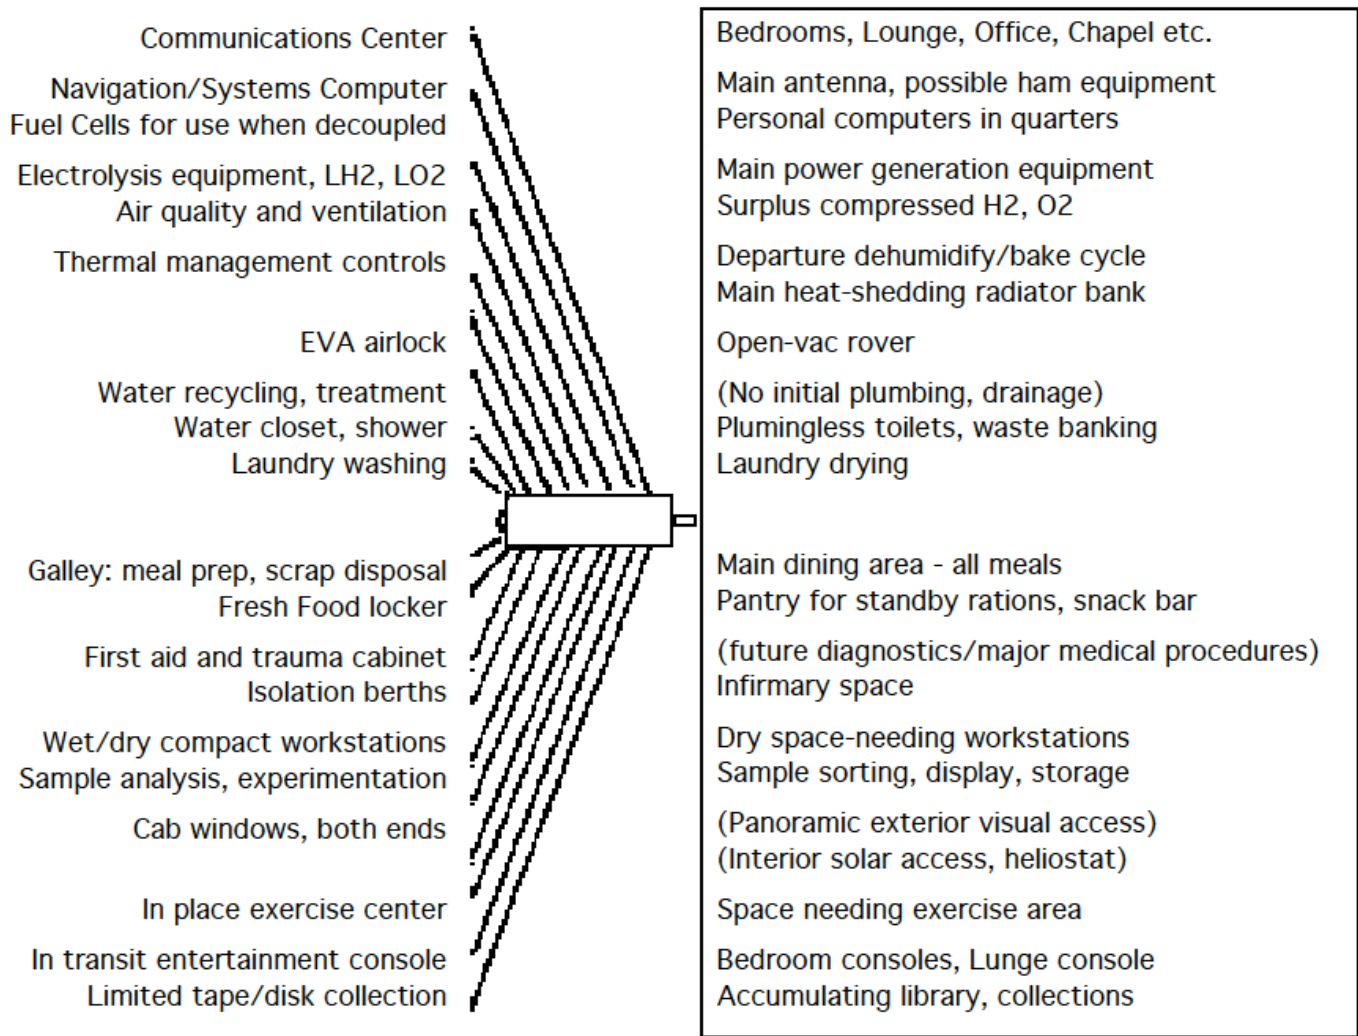 Communications Center
Navigation/Systems Computer
Fuel Cells for use when decoupled
Electrolysis equipment, LH2, LO2
Air quality and ventilation
Thermal management controls
EVA airlock
Water recycling, treatment
Water closet, shower
Laundry washing
Galley: meal prep, scrap disposal
Fresh Food locker
First aid and trauma cabinet
Isolation berths
Wet/dry compact workstations
Sample analysis, experimentation
Cab windows, both ends
In place exercise center
In transit entertainment console
Limited tape/disk collection
Bedrooms, Lounge, Office, Chapel etc.
Main antenna, possible ham equipment
Personal computers in quarters
Main power generation equipment
Surplus compressed H2, O2
Departure dehumidify/bake cycle
Main heat-shedding radiator bank
Open-vac rover
(No initial plumbing, drainage)
Plumingless toilets, waste banking
Laundry drying
Main dining area - all meals
Pantry for standby rations, snack bar
(future diagnostics/major medical procedures)
Infirmary space
Dry space-needing workstations
Sample sorting, display, storage
(Panoramic exterior visual access)
(Interior solar access, heliostat)
Space needing exercise area
Bedroom consoles, Lunge console
Accumulating library, collections